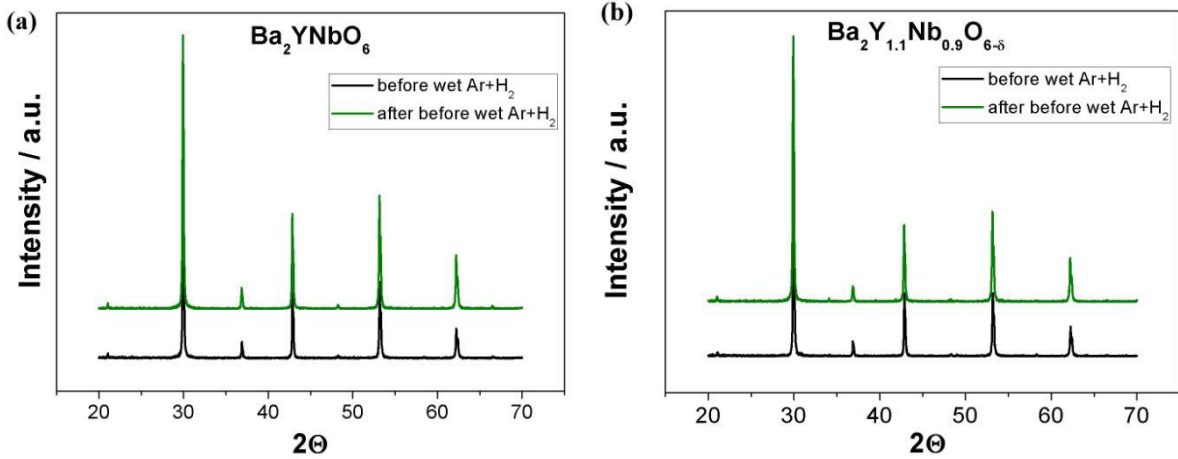 (a)
Ba₂YNbO₆
before wet Ar+H₂
after before wet Ar+H₂
Intensity / a.u.
20 30 40 50 60 70
2Θ
(b)
Ba₂Y₁.₁Nb₀.₉O₆₋δ
before wet Ar+H₂
after before wet Ar+H₂
Intensity / a.u.
20 30 40 50 60 70
2Θ